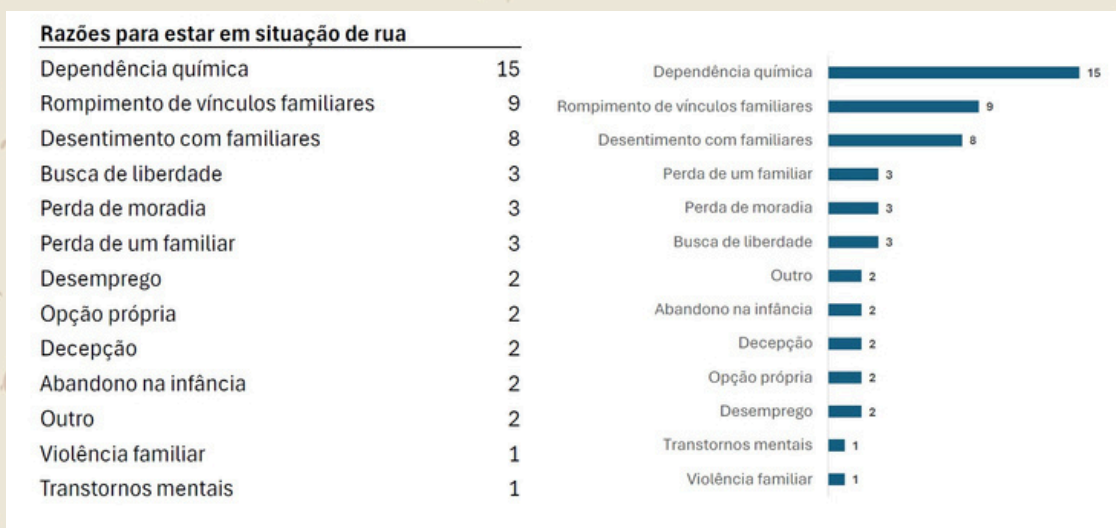 Razões para estar em situação de rua
Dependência química 15
Rompimento de vínculos familiares 9
Desentimento com familiares 8
Busca de liberdade 3
Perda de moradia 3
Perda de um familiar 3
Desemprego 2
Opção própria 2
Decepção 2
Abandono na infância 2
Outro 2
Violência familiar 1
Transtornos mentais 1
Dependência química 15
Rompimento de vínculos familiares 9
Desentimento com familiares 8
Perda de um familiar 3
Perda de moradia 3
Busca de liberdade 3
Outro 2
Abandono na infância 2
Decepção 2
Opção própria 2
Desemprego 2
Transtornos mentais 1
Violência familiar 1